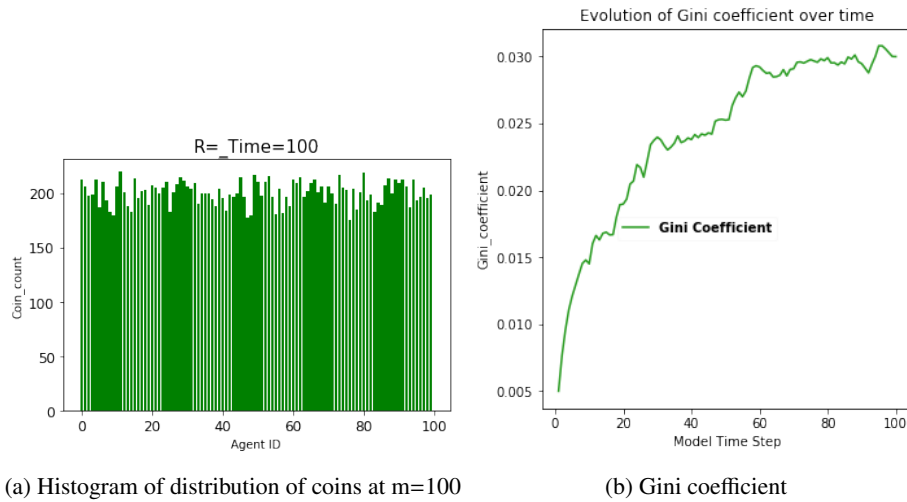 Evolution of Gini coefficient over time
R=_Time=100
Coin_count
200
150
100
50
0
0 20 40 60 80 100
Agent ID
Gini_coefficient
0.030
0.025
0.020
0.015
0.010
0.005
Gini Coefficient
0 20 40 60 80 100
Model Time Step
(a) Histogram of distribution of coins at m=100
(b) Gini coefficient